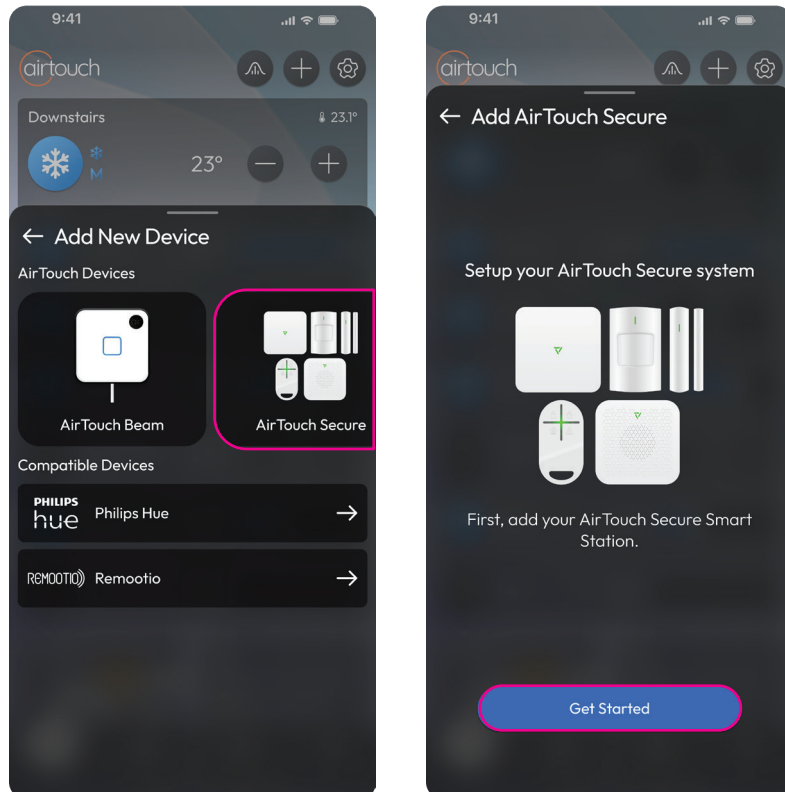 9:41
airtouch
Downstairs
23.1°
M
23°
Add New Device
AirTouch Devices
AirTouch Beam
AirTouch Secure
Compatible Devices
PHILIPS
hue
Philips Hue
REMOOTIO
Remootio
9:41
airtouch
Add AirTouch Secure
Setup your AirTouch Secure system
First, add your AirTouch Secure Smart
Station.
Get Started